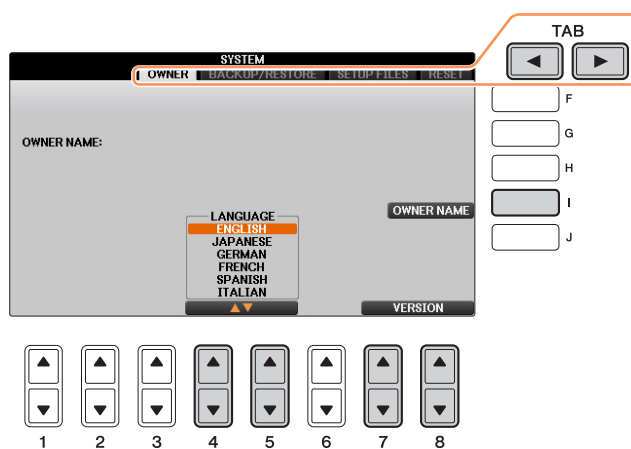 TAB
SYSTEM
OWNER BACKUP/RESTORE SETUP FILES RESET
F
G
OWNER NAME:
H
OWNER NAME
I
J
LANGUAGE
ENGLISH
JAPANESE
GERMAN
FRENCH
SPANISH
ITALIAN
VERSION
1 2 3 4 5 6 7 8